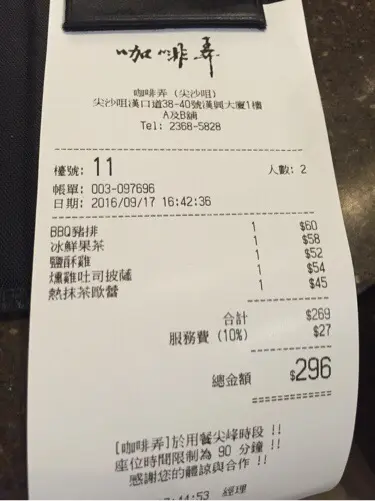 咖啡弄
咖啡弄 (尖沙咀)
尖沙咀漢口道38-40號漢興大廈1樓
A及B舖
Tel: 2368-5828
檯號: 11 人數: 2
帳單: 003-097696
日期: 2016/09/17 16:42:36
BBQ豬排 1 $60
冰鮮果茶 1 $58
鹽酥雞 1 $52
燻雞吐司披薩 1 $54
熱抹茶歐蕾 1 $45
合計 $269
服務費 (10%) $27
總金額 $296
[咖啡弄]於用餐尖峰時段 !!
座位時間限制為 90 分鐘 !!
感謝您的體諒與合作 !!
:44:53 經理